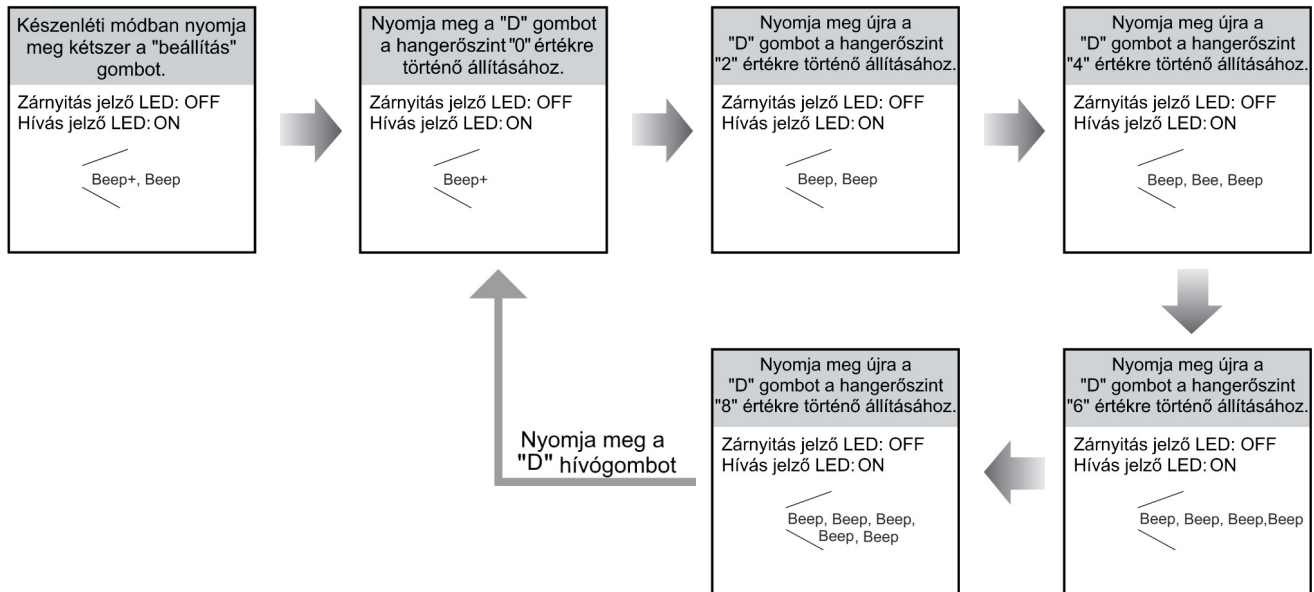 Készenléti módban nyomja
meg kétszer a "beállítás"
gombot.
Zárnyitás jelző LED: OFF
Hívás jelző LED: ON
Beep+, Beep
Nyomja meg a "D" gombot
a hangerőszint "0" értékre
történő állításához.
Zárnyitás jelző LED: OFF
Hívás jelző LED: ON
Beep+
Nyomja meg újra a
"D" gombot a hangerőszint
"2" értékre történő állításához.
Zárnyitás jelző LED: OFF
Hívás jelző LED: ON
Beep, Beep
Nyomja meg újra a
"D" gombot a hangerőszint
"4" értékre történő állításához.
Zárnyitás jelző LED: OFF
Hívás jelző LED: ON
Beep, Bee, Beep
Nyomja meg újra a
"D" gombot a hangerőszint
"6" értékre történő állításához.
Zárnyitás jelző LED: OFF
Hívás jelző LED: ON
Beep, Beep, Beep,Beep
Nyomja meg újra a
"D" gombot a hangerőszint
"8" értékre történő állításához.
Zárnyitás jelző LED: OFF
Hívás jelző LED: ON
Beep, Beep, Beep,
Beep, Beep
Nyomja meg a
"D" hívógombot